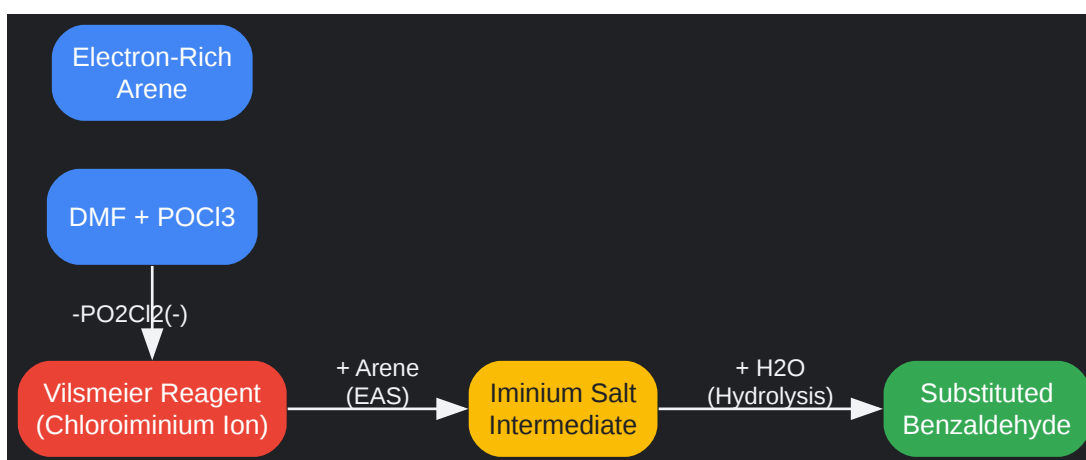 Electron-Rich
Arene
DMF + POCl3
-PO2Cl2(-)
Vilsmeier Reagent
(Chloroiminium Ion)
+ Arene
(EAS)
Iminium Salt
Intermediate
+ H2O
(Hydrolysis)
Substituted
Benzaldehyde